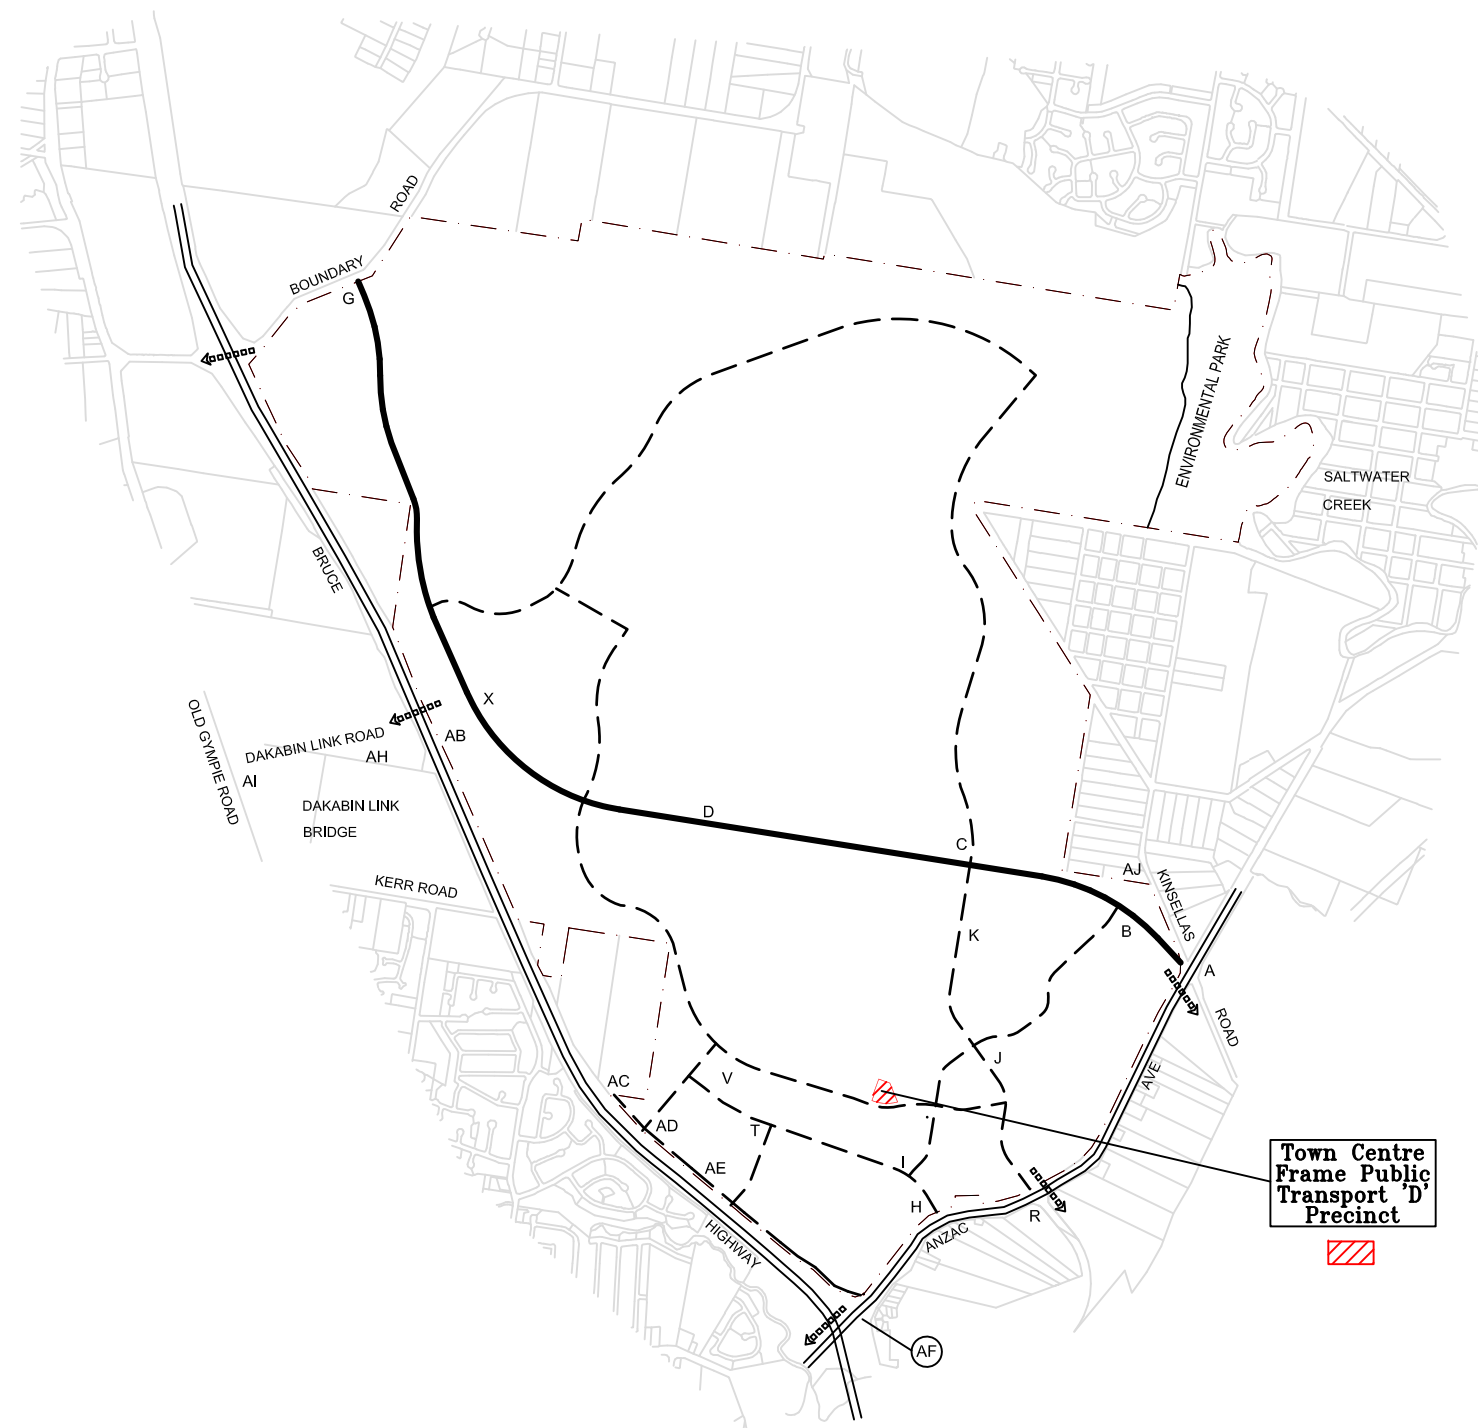 ROAD
BOUNDARY
G
ENVIRONMENTAL PARK
SALTWATER
CREEK
BRUCE
OLD GYMPIE ROAD
DAKABIN LINK ROAD
X
AB
AH
AI
DAKABIN LINK
BRIDGE
D
C
AJ
KINSELLAS
KERR ROAD
B
K
A
ROAD
J
AVE
AC
V
AD
T
AE
I
H
R
HIGHWAY
ANZAC
AF
Town Centre
Frame Public
Transport 'D'
Precinct